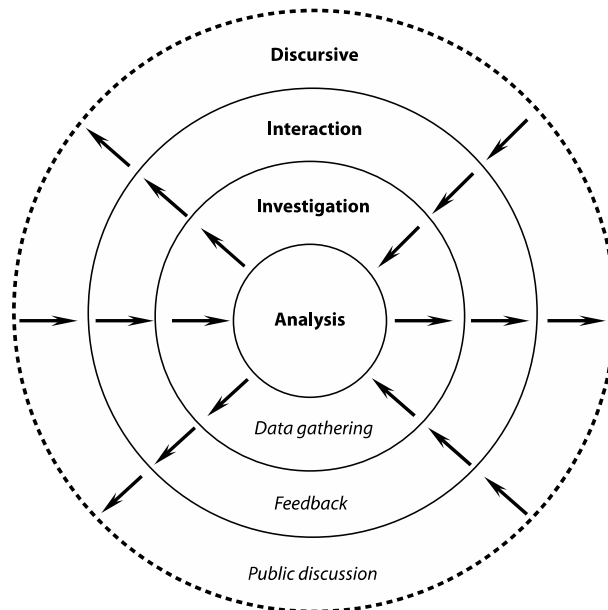 Discursive
Interaction
Investigation
Analysis
Data gathering
Feedback
Public discussion